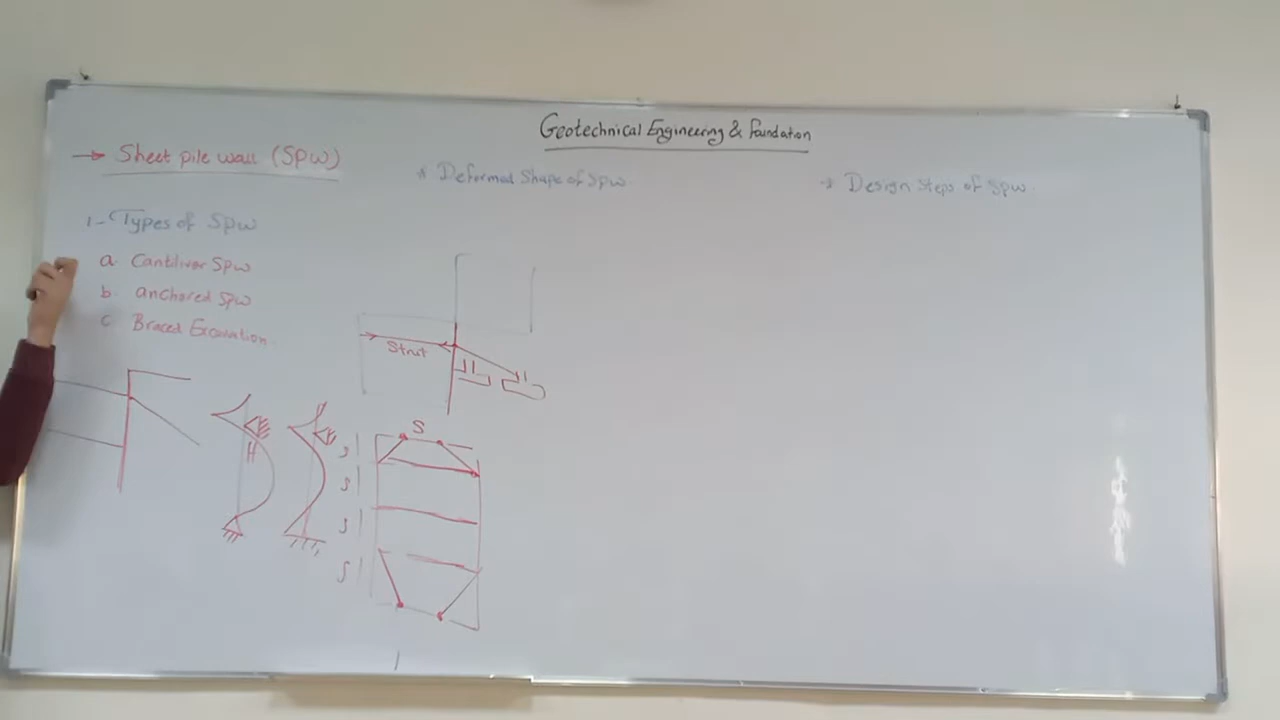 Geotechnical Engineering & Foundation
→ Sheet pile wall (SPW)
1- Types of SPW
a. Cantiliver SPW
b. anchored SPW
c. Braced Excavation
* Deformed Shape of SPW
Strut
S
S
S
S
S
* Design Steps of SPW.